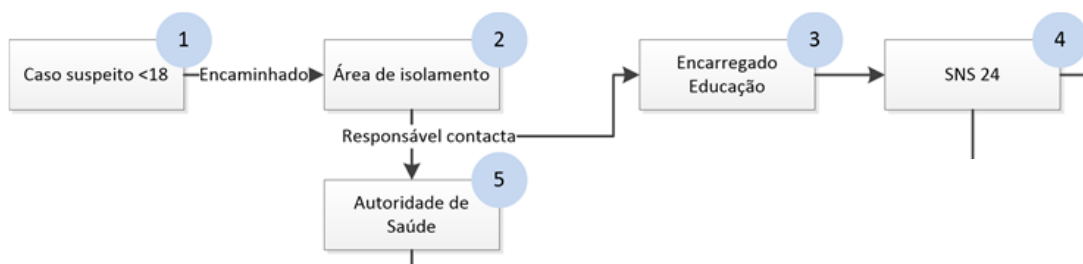 1
Caso suspeito <18
Encaminhado
2
Área de isolamento
3
Encarregado
Educação
4
SNS 24
Responsável contacta
5
Autoridade de
Saúde